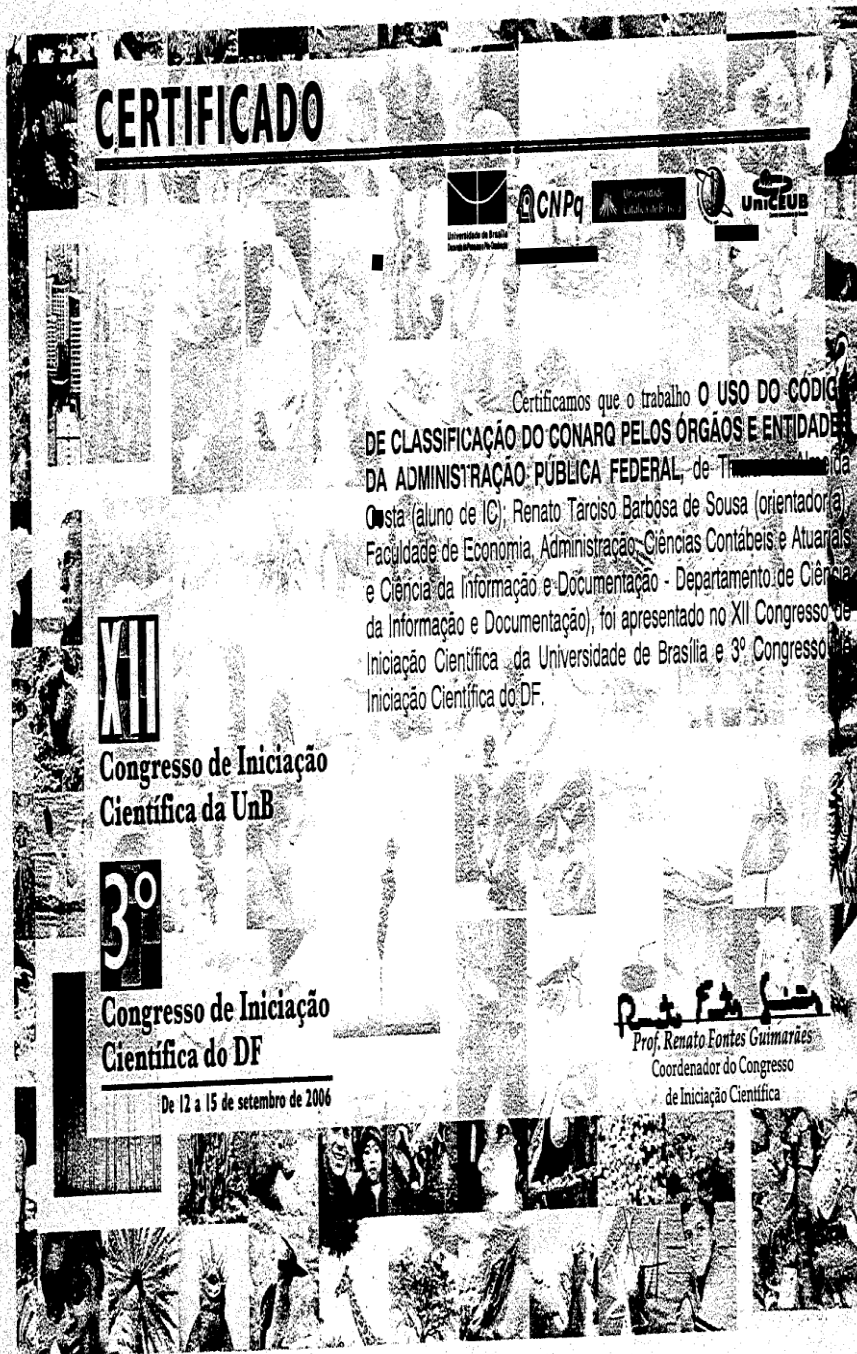 CERTIFICADO
Universidade de Brasília
CNPq
Universidade
Católica de Brasília
UniCEUB
Certificamos que o trabalho O USO DO CÓDIG
DE CLASSIFICAÇÃO DO CONARQ PELOS ÓRGÃOS E ENTIDADE
DA ADMINISTRAÇÃO PÚBLICA FEDERAL, de
Costa (aluno de IC); Renato Tarciso Barbosa de Sousa (orientador a),
Faculdade de Economia, Administração, Ciências Contábeis e Atuariais
e Ciência da Informação e Documentação - Departamento de Ciência
da Informação e Documentação), foi apresentado no XII Congresso de
Iniciação Científica da Universidade de Brasília e 3º Congresso
Iniciação Científica do DF.
XII
Congresso de Iniciação
Científica da UnB
3º
Congresso de Iniciação
Científica do DF
De 12 a 15 de setembro de 2006
Prof. Renato Fontes Guimarães
Coordenador do Congresso
de Iniciação Científica